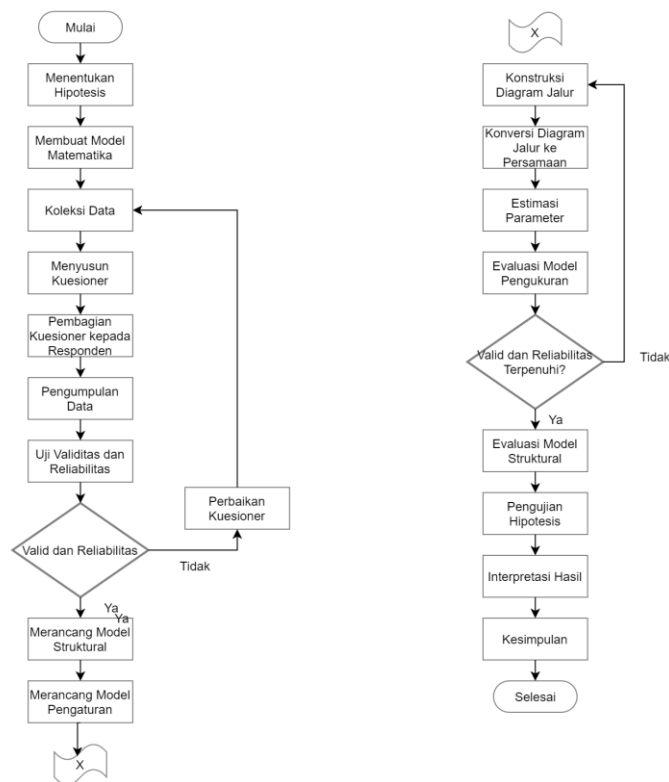 Mulai
Menentukan
Hipotesis
Membuat Model
Matematika
Koleksi Data
Menyusun
Kuesioner
Pembagian
Kuesioner kepada
Responden
Pengumpulan
Data
Uji Validitas dan
Reliabilitas
Perbaikan
Kuesioner
Valid dan Reliabilitas
Tidak
Ya
Ya
Merancang Model
Struktural
Merancang Model
Pengaturan
X
X
Konstruksi
Diagram Jalur
Konversi Diagram
Jalur ke
Persamaan
Estimasi
Parameter
Evaluasi Model
Pengukuran
Valid dan Reliabilitas
Terpenuhi?
Tidak
Ya
Evaluasi Model
Struktural
Pengujian
Hipotesis
Interpretasi Hasil
Kesimpulan
Selesai